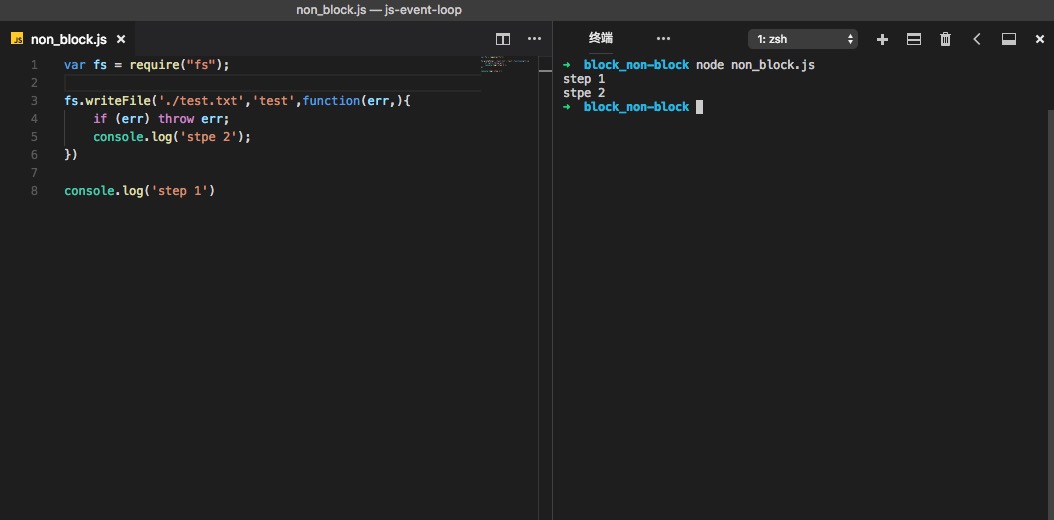 non_block.js — js-event-loop
JS non_block.js ×
终端
1: zsh
1 var fs = require("fs");
2
3 fs.writeFile('./test.txt','test',function(err,){
4 if (err) throw err;
5 console.log('stpe 2');
6 })
7
8 console.log('step 1')
➜ block_non-block node non_block.js
step 1
stpe 2
➜ block_non-block